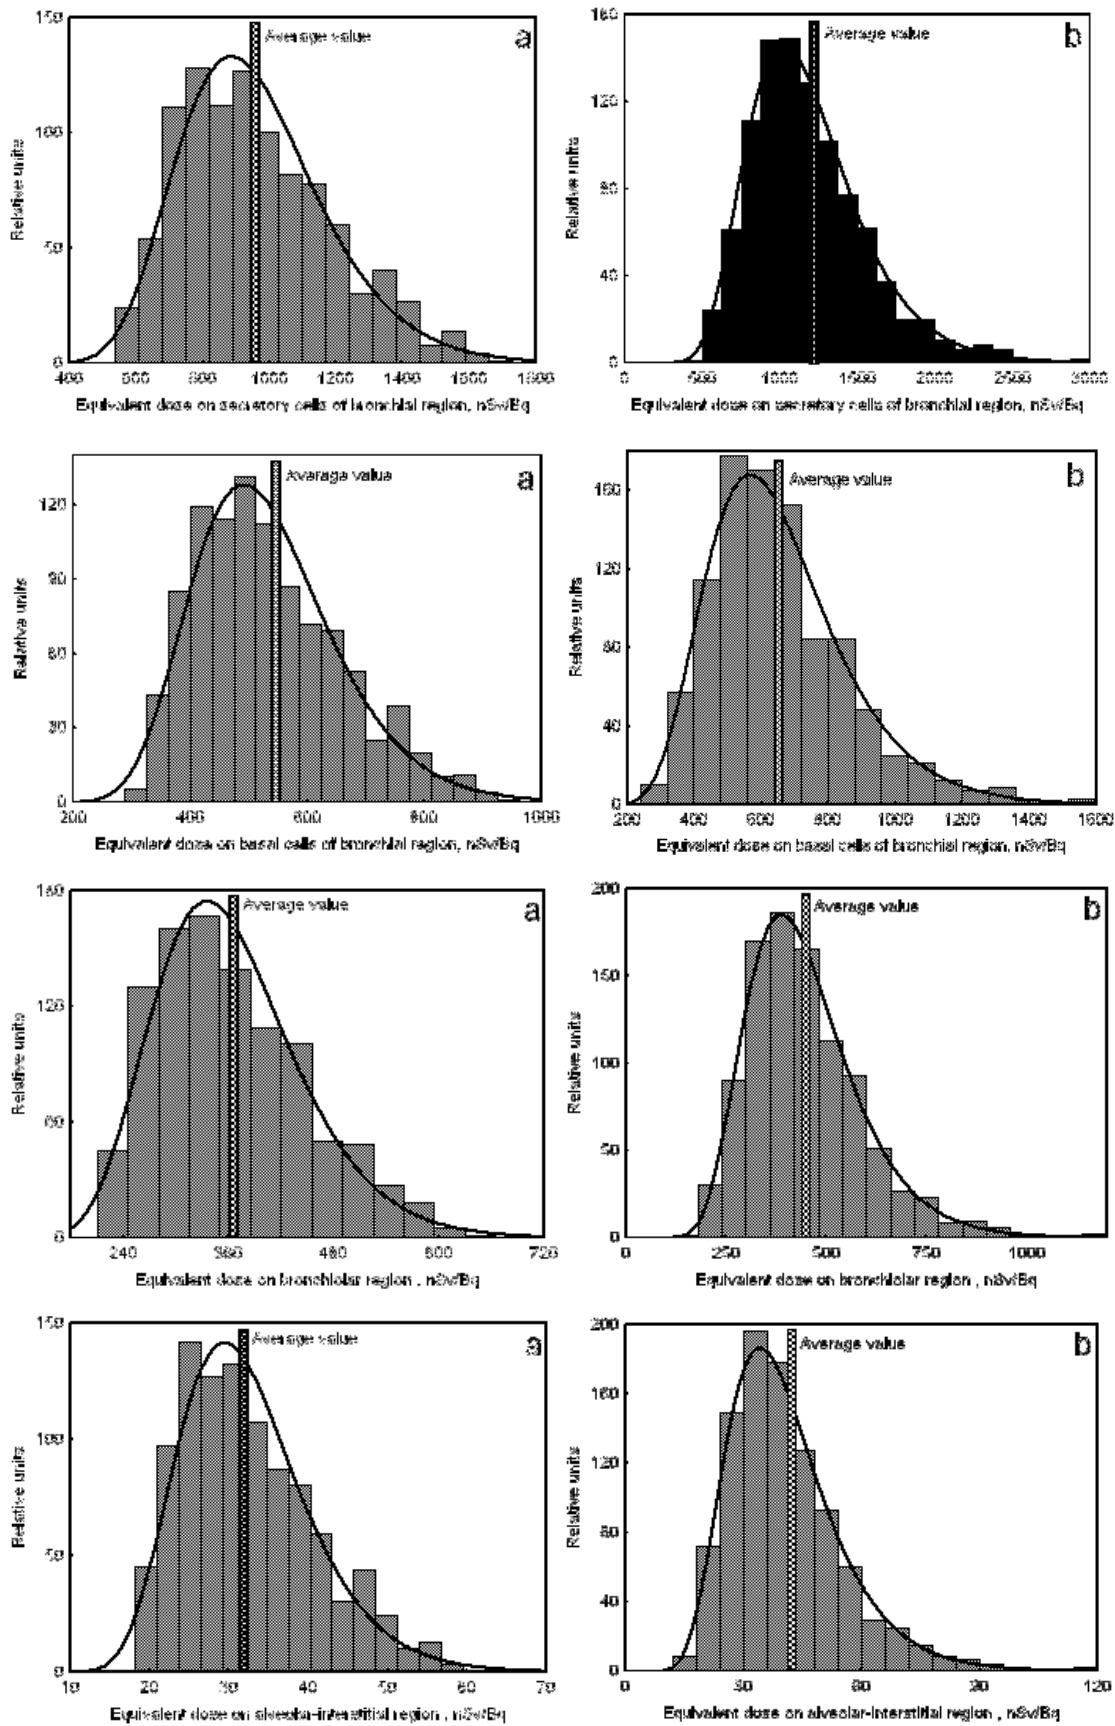 150
Average value
a
100
50
0
Relative units
400 600 800 1000 1200 1400 1600 1800
Equivalent dose on secretory cells of bronchial region, nSv/Bq
160
Average value
b
120
80
40
0
Relative units
0 5000 10000 15000 20000 25000 30000
Equivalent dose on secretory cells of bronchial region, nSv/Bq
Average value
a
120
90
60
30
0
Relative units
200 400 600 800 1000
Equivalent dose on basal cells of bronchial region, nSv/Bq
Average value
b
160
120
80
40
0
Relative units
200 400 600 800 1000 1200 1400 1600
Equivalent dose on basal cells of bronchial region, nSv/Bq
Average value
a
120
0
Relative units
240 360 480 600 720
Equivalent dose on bronchiolar region , nSv/Bq
200
Average value
b
150
100
50
0
Relative units
0 250 500 750 1000
Equivalent dose on bronchiolar region , nSv/Bq
150
Average value
a
100
50
0
Relative units
10 20 30 40 50 60 70
Equivalent dose on alveolar-interstitial region , nSv/Bq
200
Average value
b
160
120
80
40
0
Relative units
0 30 60 90 120
Equivalent dose on alveolar-interstitial region , nSv/Bq